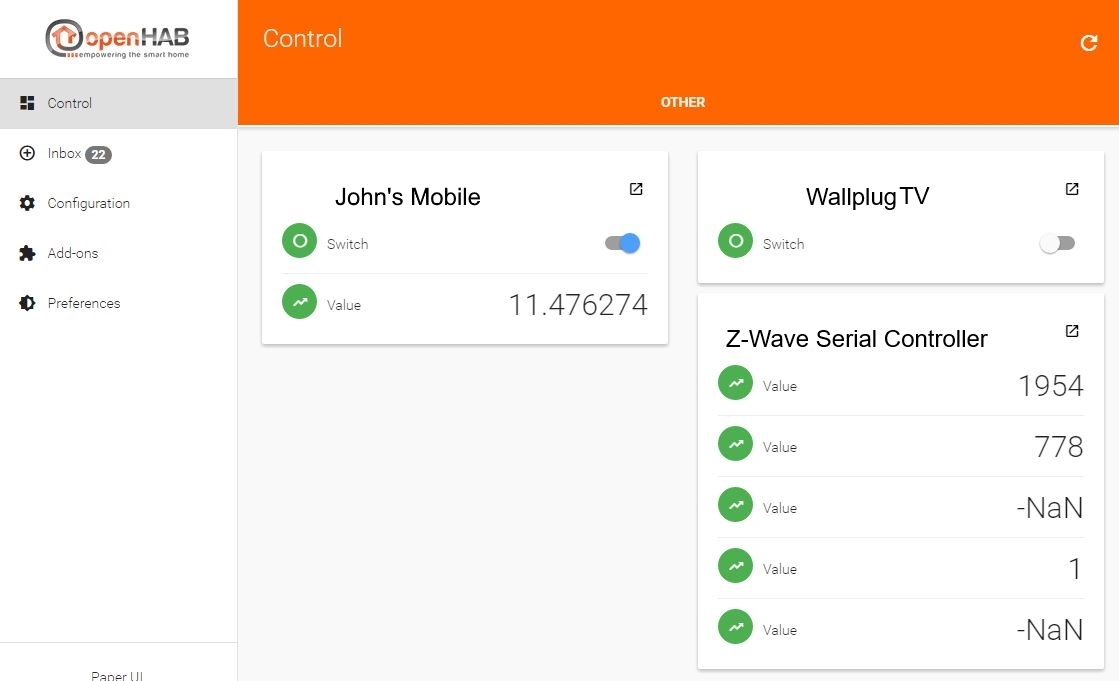 openHAB
empowering the smart home
Control
Inbox 22
Configuration
Add-ons
Preferences
Paper UI
Control
OTHER
John's Mobile
Switch
Value 11.476274
Wallplug TV
Switch
Z-Wave Serial Controller
Value 1954
Value 778
Value -NaN
Value 1
Value -NaN